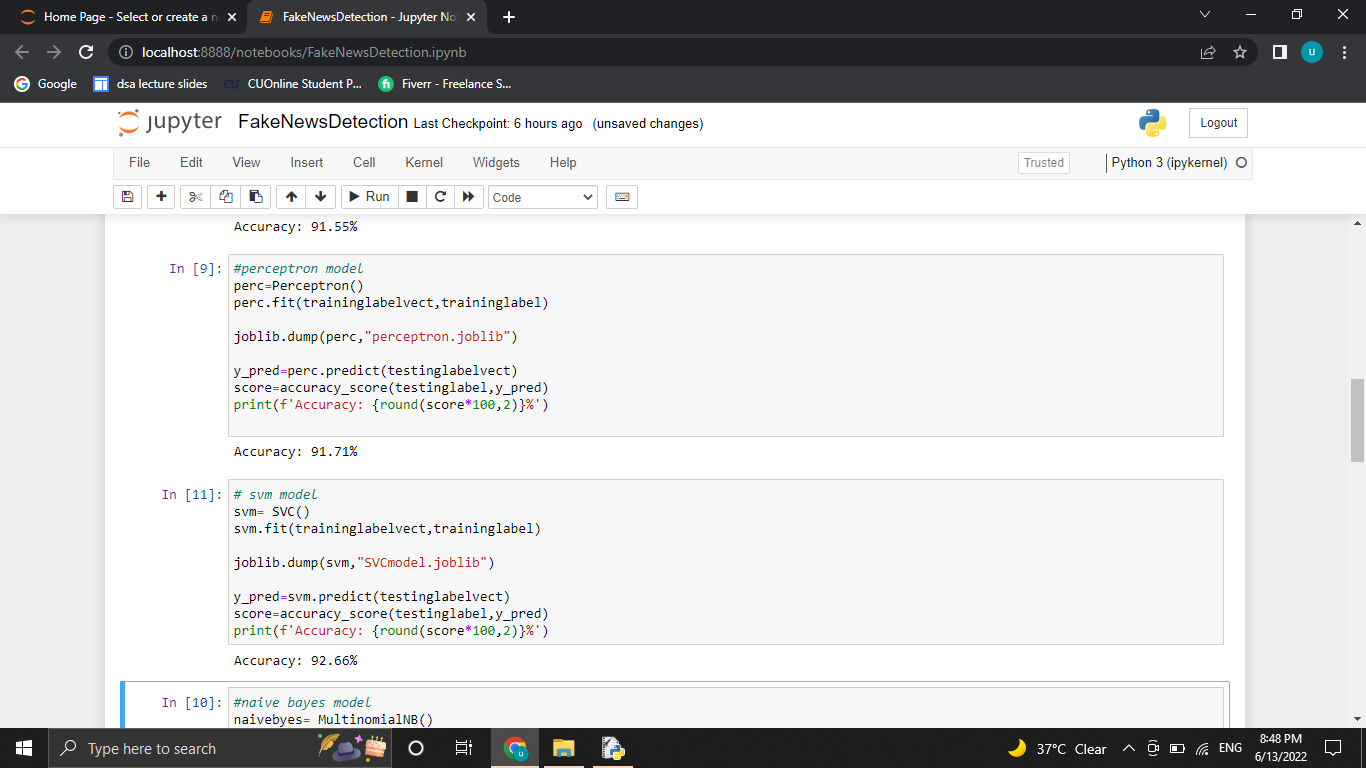 Home Page - Select or create a n
FakeNewsDetection - Jupyter No
localhost:8888/notebooks/FakeNewsDetection.ipynb
u
Google
dsa lecture slides
CUOnline Student P...
fi
Fiverr - Freelance S...
jupyter
FakeNewsDetection Last Checkpoint: 6 hours ago (unsaved changes)
Logout
File Edit View Insert Cell Kernel Widgets Help
Trusted
Python 3 (ipykernel)
Run
Code
Accuracy: 91.55%
In [9]:
#perceptron model
perc=Perceptron()
perc.fit(traininglabelvect,traininglabel)
joblib.dump(perc,"perceptron.joblib")
y_pred=perc.predict(testinglabelvect)
score=accuracy_score(testinglabel,y_pred)
print(f'Accuracy: {round(score*100,2)}%')
Accuracy: 91.71%
In [11]:
# svm model
svm= SVC()
svm.fit(traininglabelvect,traininglabel)
joblib.dump(svm,"SVCmodel.joblib")
y_pred=svm.predict(testinglabelvect)
score=accuracy_score(testinglabel,y_pred)
print(f'Accuracy: {round(score*100,2)}%')
Accuracy: 92.66%
In [10]:
#naive bayes model
naivebyes= MultinomialNB()
Type here to search
37°C Clear
ENG
8:48 PM
6/13/2022